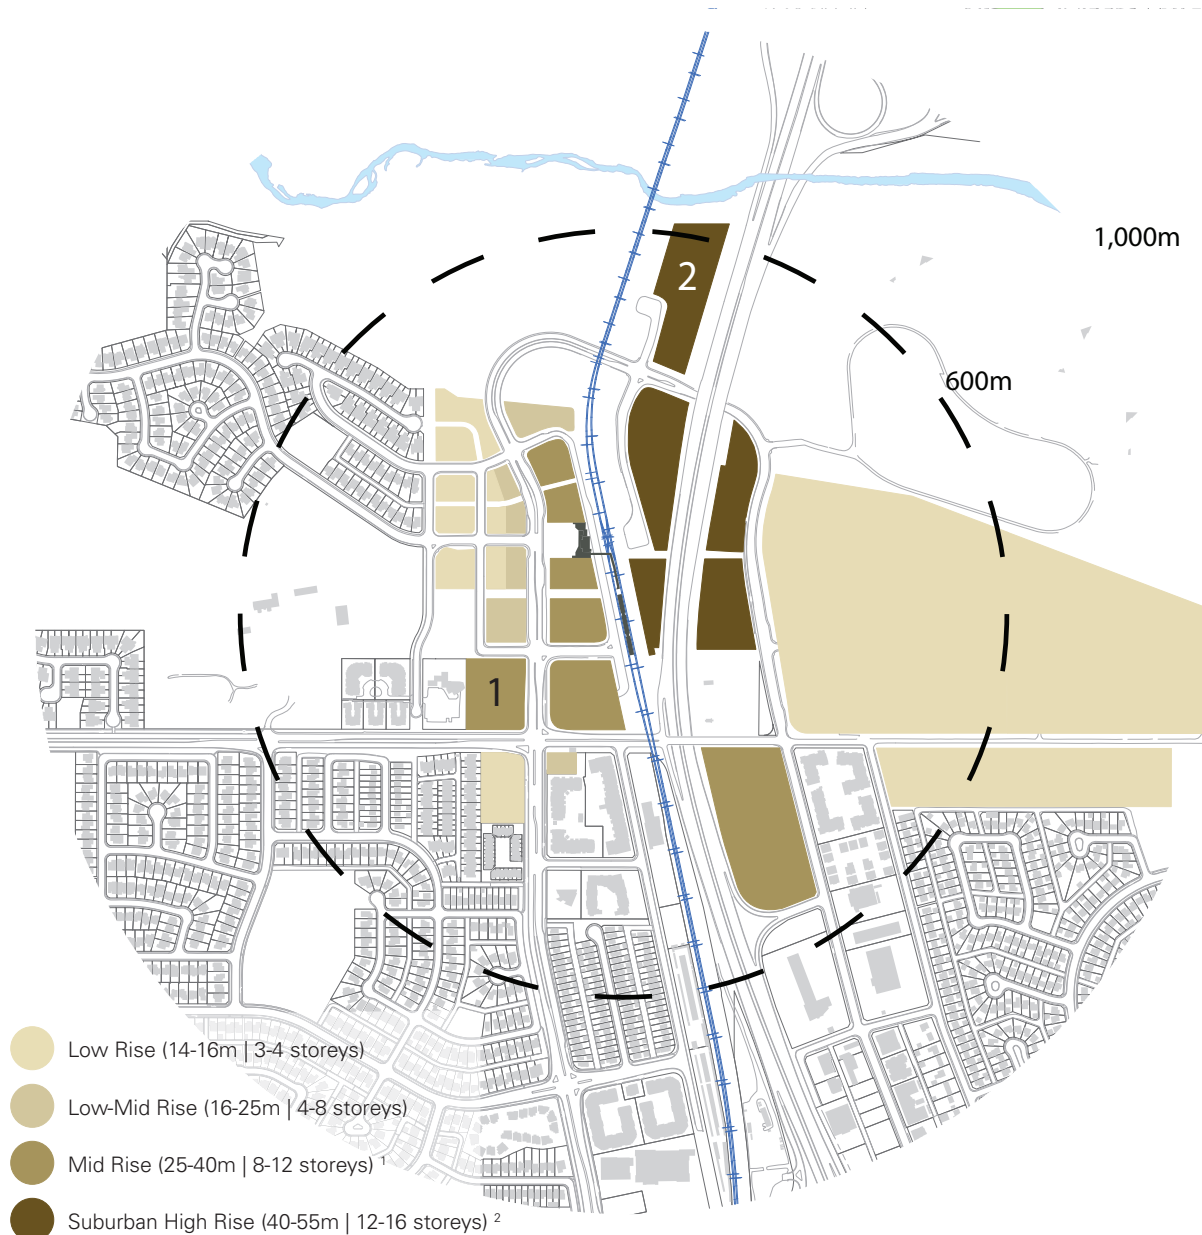 1,000m
2
600m
1
Low Rise (14-16m | 3-4 storeys)
Low-Mid Rise (16-25m | 4-8 storeys)
Mid Rise (25-40m | 8-12 storeys) 1
Suburban High Rise (40-55m | 12-16 storeys) 2